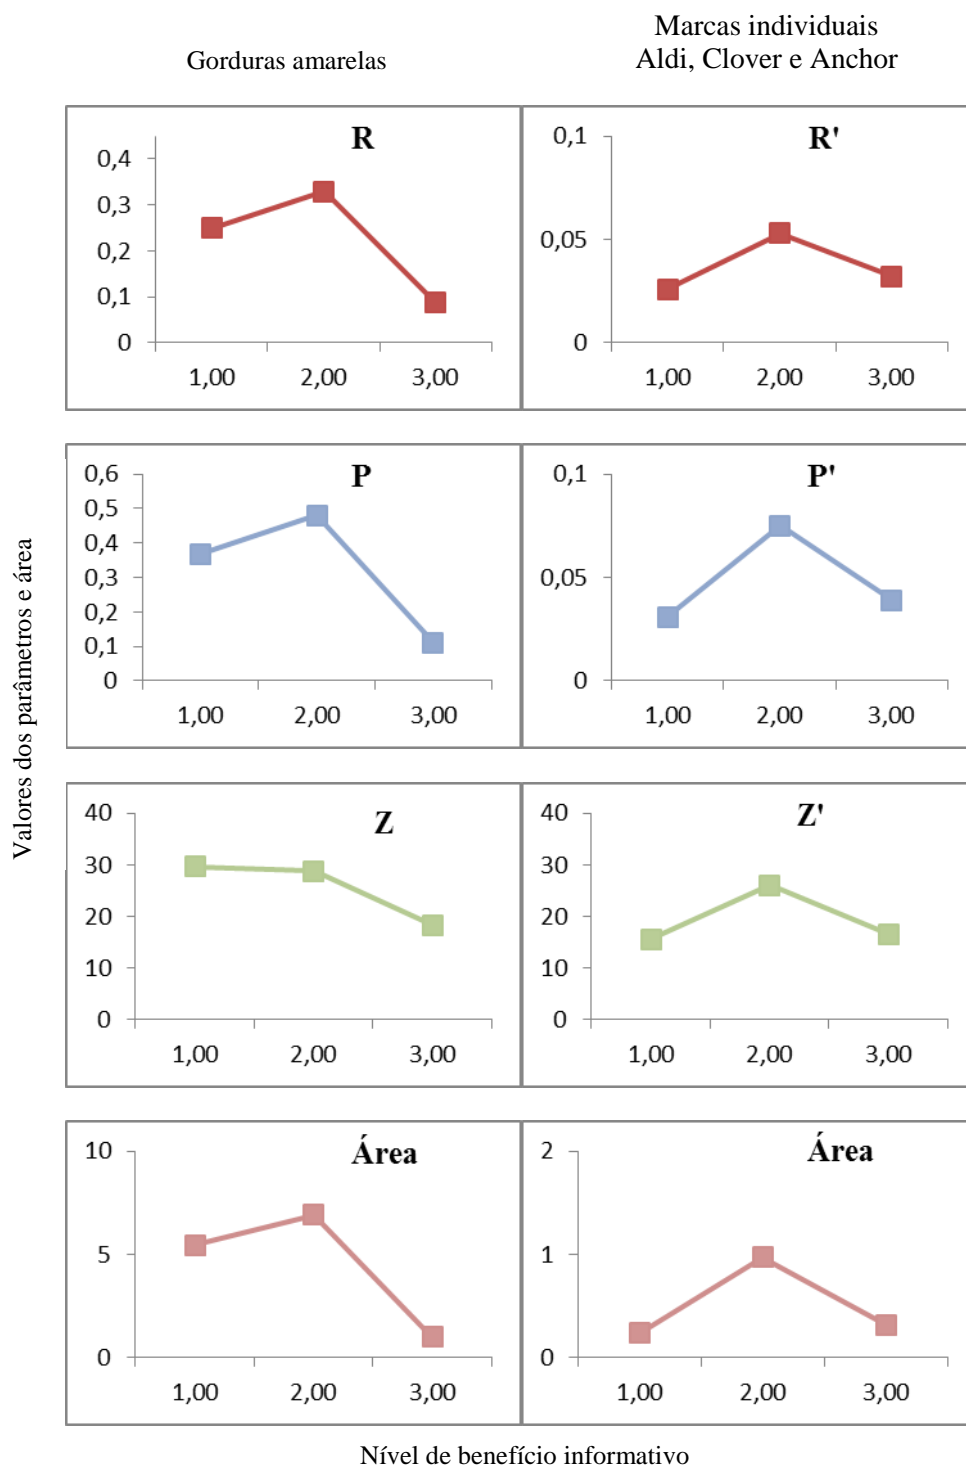 Gorduras amarelas
Marcas individuais
Aldi, Clover e Anchor
R
0,4
0,3
0,2
0,1
0
1,00 2,00 3,00
R'
0,1
0,05
0
1,00 2,00 3,00
P
0,6
0,5
0,4
0,3
0,2
0,1
0
1,00 2,00 3,00
P'
0,1
0,05
0
1,00 2,00 3,00
Z
40
30
20
10
0
1,00 2,00 3,00
Z'
40
30
20
10
0
1,00 2,00 3,00
Área
10
5
0
1,00 2,00 3,00
Área
2
1
0
1,00 2,00 3,00
Valores dos parâmetros e área
Nível de benefício informativo